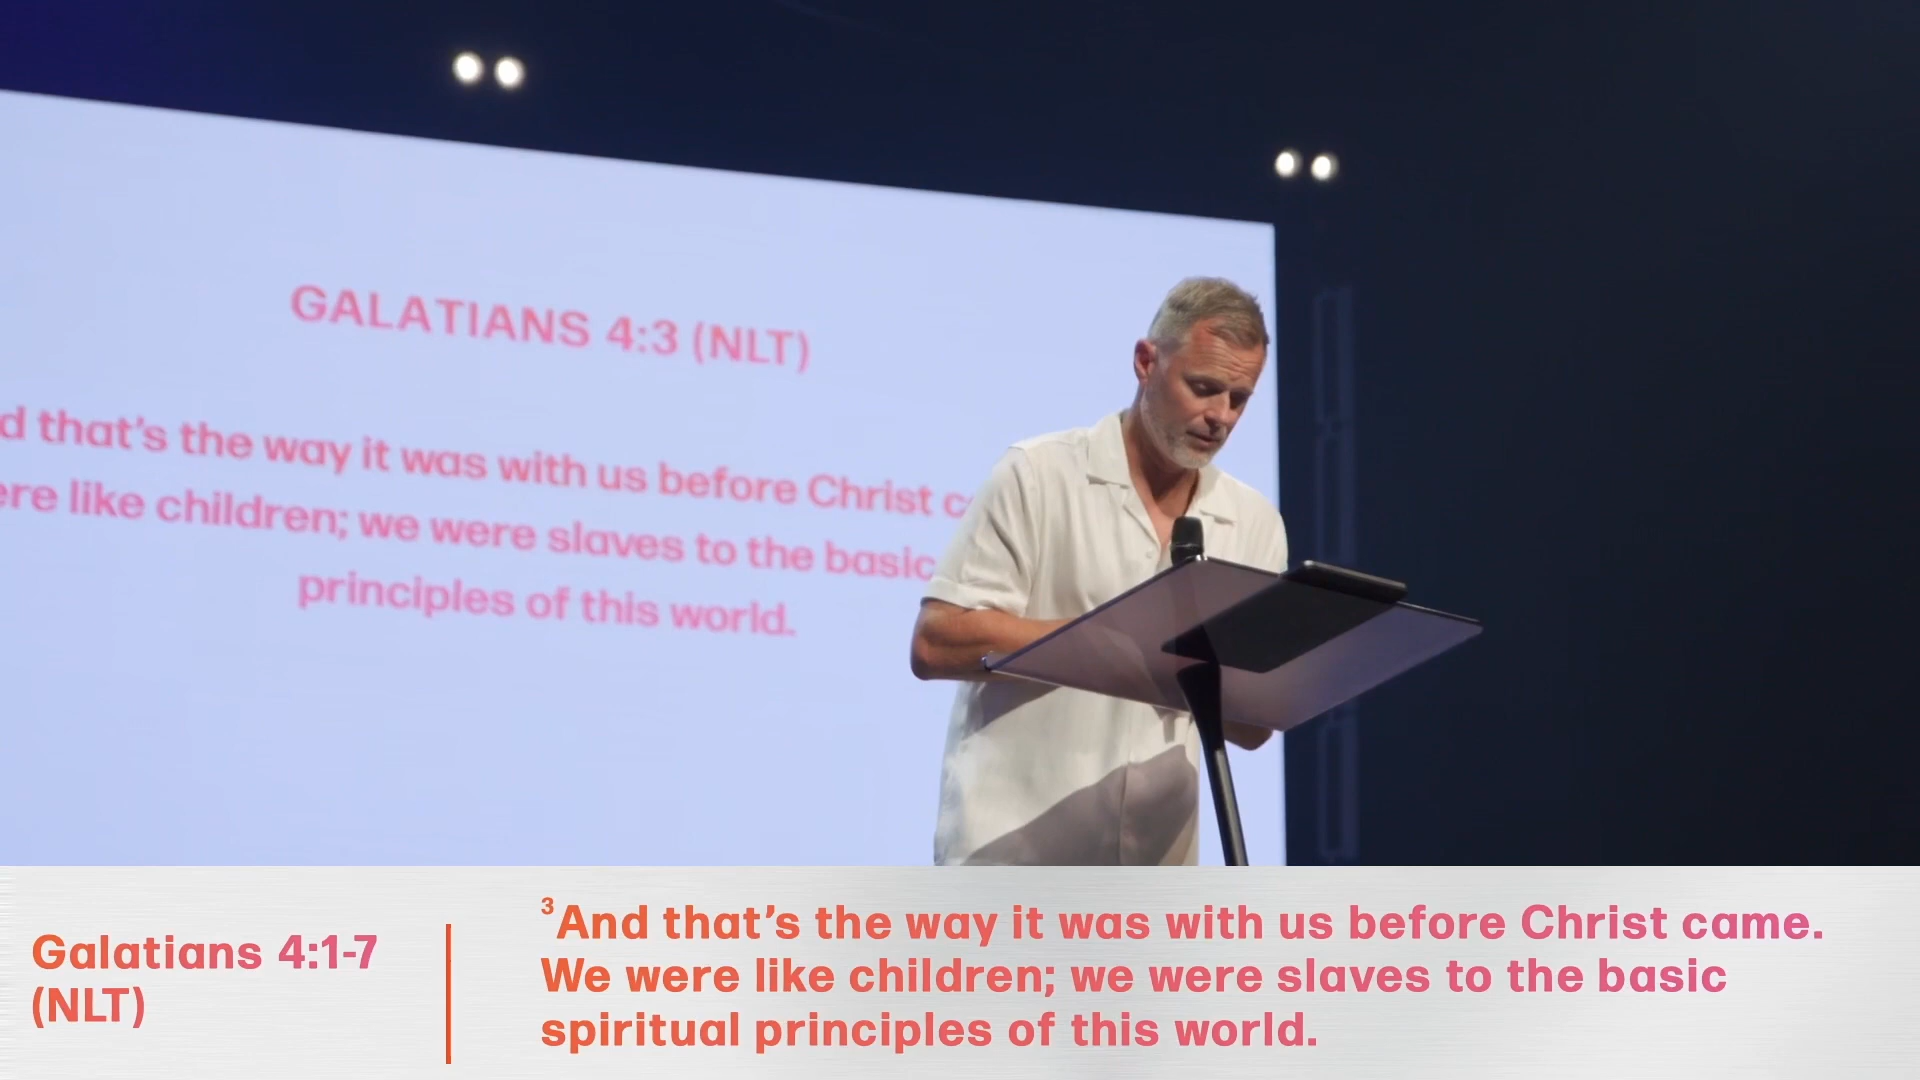 GALATIANS 4:3 (NLT)
that's the way it was with us before Christ
like children; we were slaves to the basic
principles of this world.
Galatians 4:1-7
(NLT)
³And that's the way it was with us before Christ came.
We were like children; we were slaves to the basic
spiritual principles of this world.